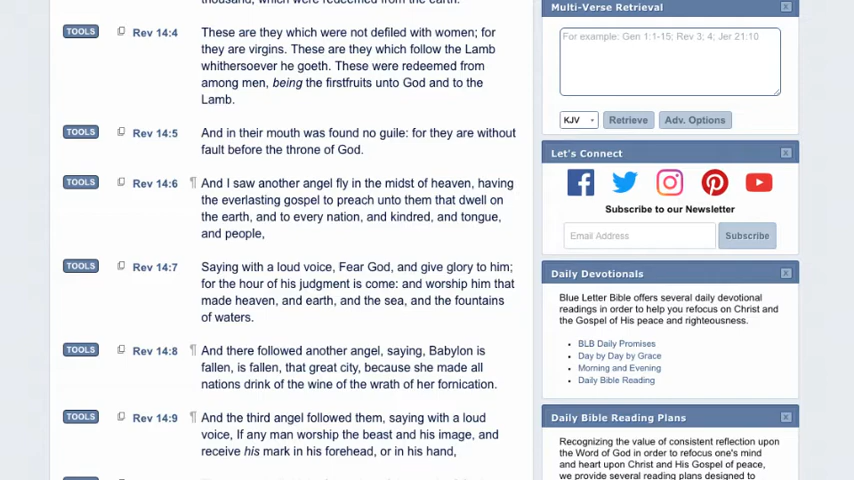 thousand, which were redeemed from the earth.
TOOLS Rev 14:4 These are they which were not defiled with women; for
they are virgins. These are they which follow the Lamb
whithersoever he goeth. These were redeemed from
among men, being the firstfruits unto God and to the
Lamb.
TOOLS Rev 14:5 And in their mouth was found no guile: for they are without
fault before the throne of God.
TOOLS Rev 14:6 ¶ And I saw another angel fly in the midst of heaven, having
the everlasting gospel to preach unto them that dwell on
the earth, and to every nation, and kindred, and tongue,
and people,
TOOLS Rev 14:7 Saying with a loud voice, Fear God, and give glory to him;
for the hour of his judgment is come: and worship him that
made heaven, and earth, and the sea, and the fountains
of waters.
TOOLS Rev 14:8 ¶ And there followed another angel, saying, Babylon is
fallen, is fallen, that great city, because she made all
nations drink of the wine of the wrath of her fornication.
TOOLS Rev 14:9 ¶ And the third angel followed them, saying with a loud
voice, If any man worship the beast and his image, and
receive his mark in his forehead, or in his hand,
Multi-Verse Retrieval
For example: Gen 1:1-15; Rev 3; 4; Jer 21:10
KJV Retrieve Adv. Options
Let's Connect
Subscribe to our Newsletter
Email Address Subscribe
Daily Devotionals
Blue Letter Bible offers several daily devotional
readings in order to help you refocus on Christ and
the Gospel of His peace and righteousness.
• BLB Daily Promises
• Day by Day by Grace
• Morning and Evening
• Daily Bible Reading
Daily Bible Reading Plans
Recognizing the value of consistent reflection upon
the Word of God in order to refocus one's mind
and heart upon Christ and His Gospel of peace,
we provide several reading plans designed to